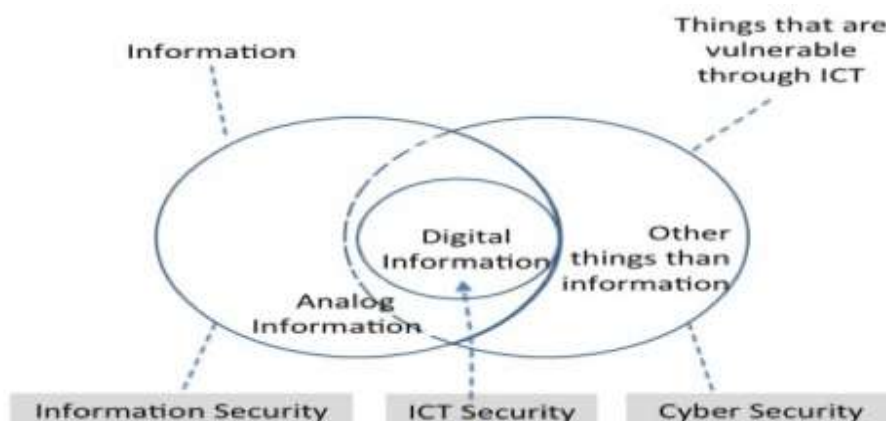 Information
Things that are
vulnerable
through ICT
Digital
Information
Other
things than
information
Analog
Information
Information Security
ICT Security
Cyber Security